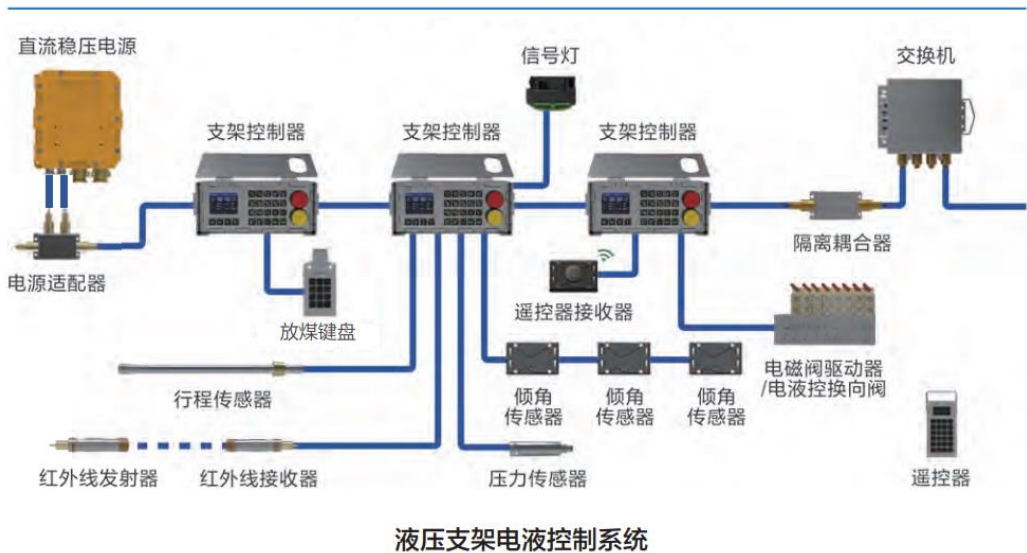 直流稳压电源
信号灯
交换机
支架控制器
支架控制器
支架控制器
电源适配器
隔离耦合器
放煤键盘
遥控器接收器
行程传感器
倾角
传感器
倾角
传感器
倾角
传感器
电磁阀驱动器
/电液控换向阀
红外线发射器
红外线接收器
压力传感器
遥控器
液压支架电液控制系统